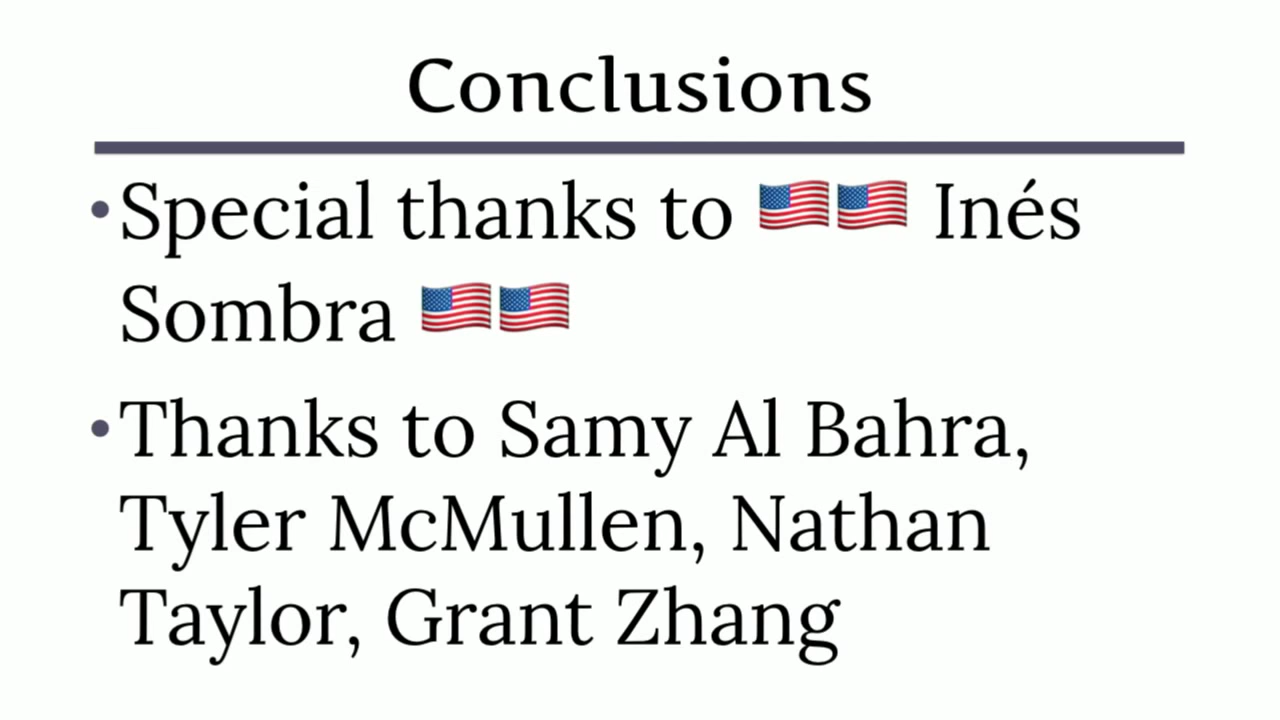 Conclusions
•Special thanks to 🇺🇸🇺🇸 Inés
Sombra 🇺🇸🇺🇸
•Thanks to Samy Al Bahra,
Tyler McMullen, Nathan
Taylor, Grant Zhang